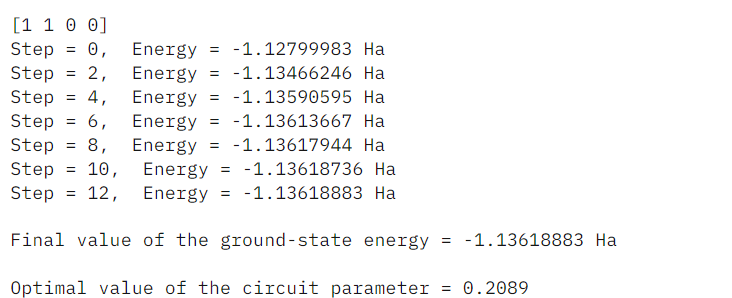 [1 1 0 0]
Step = 0,  Energy = -1.12799983 Ha
Step = 2,  Energy = -1.13466246 Ha
Step = 4,  Energy = -1.13590595 Ha
Step = 6,  Energy = -1.13613667 Ha
Step = 8,  Energy = -1.13617944 Ha
Step = 10,  Energy = -1.13618736 Ha
Step = 12,  Energy = -1.13618883 Ha
Final value of the ground-state energy = -1.13618883 Ha
Optimal value of the circuit parameter = 0.2089